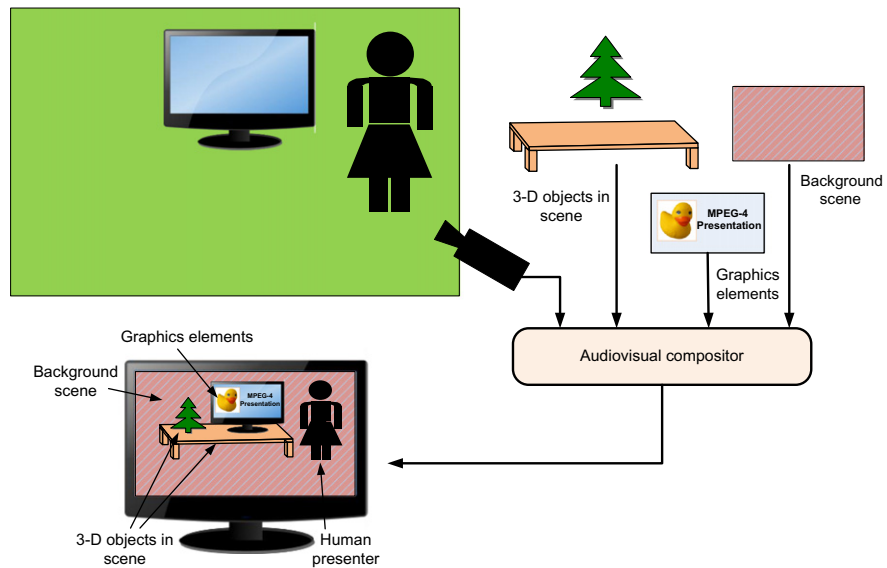 3-D objects in
scene
Background
scene
MPEG-4
Presentation
Graphics
elements
Audiovisual compositor
Graphics elements
Background
scene
MPEG-4
Presentation
3-D objects in
scene
Human
presenter